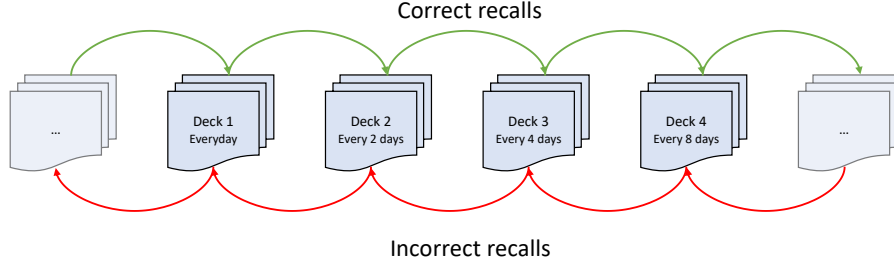 Correct recalls
...
Deck 1
Everyday
Deck 2
Every 2 days
Deck 3
Every 4 days
Deck 4
Every 8 days
...
Incorrect recalls